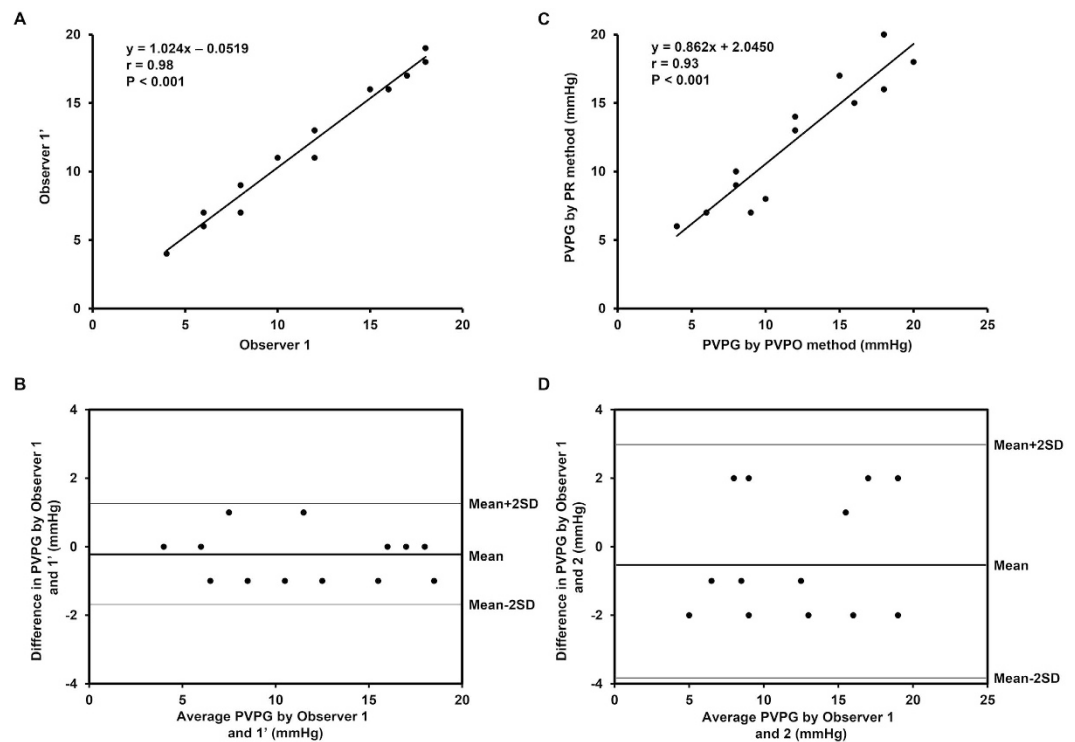 A
y = 1.024x – 0.0519
r = 0.98
P < 0.001
Observer 1’
20
15
10
5
0
0 5 10 15 20
Observer 1
C
y = 0.862x + 2.0450
r = 0.93
P < 0.001
PVPG by PR method (mmHg)
20
15
10
5
0
0 5 10 15 20 25
PVPG by PVPO method (mmHg)
B
Difference in PVPG by Observer 1
and 1’ (mmHg)
4
2
0
-2
-4
Mean+2SD
Mean
Mean-2SD
0 5 10 15 20
Average PVPG by Observer 1
and 1’ (mmHg)
D
Difference in PVPG by Observer 1
and 2 (mmHg)
4
2
0
-2
-4
Mean+2SD
Mean
Mean-2SD
0 5 10 15 20 25
Average PVPG by Observer 1
and 2 (mmHg)